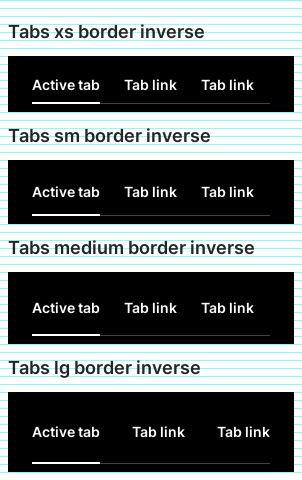 Tabs xs border inverse
Active tab Tab link Tab link
Tabs sm border inverse
Active tab Tab link Tab link
Tabs medium border inverse
Active tab Tab link Tab link
Tabs lg border inverse
Active tab Tab link Tab link